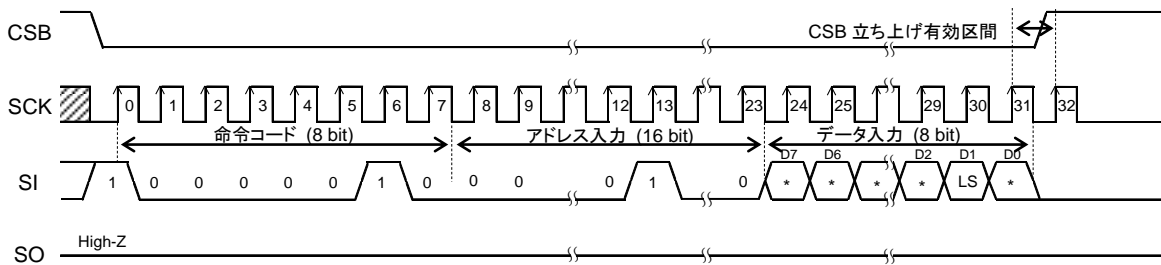 CSB
CSB 立ち上げ有効区間
SCK
0 1 2 3 4 5 6 7 8 9 12 13 23 24 25 29 30 31 32
命令コード (8 bit)
アドレス入力 (16 bit)
データ入力 (8 bit)
D7 D6 D2 D1 D0
SI
1 0 0 0 0 0 1 0 0 0 0 1 0 * * * * LS *
High-Z
SO